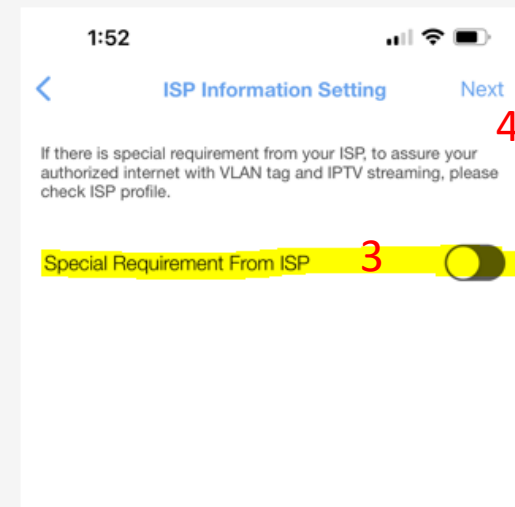 1:52
ISP Information Setting Next
4
If there is special requirement from your ISP, to assure your
authorized internet with VLAN tag and IPTV streaming, please
check ISP profile.
Special Requirement From ISP 3